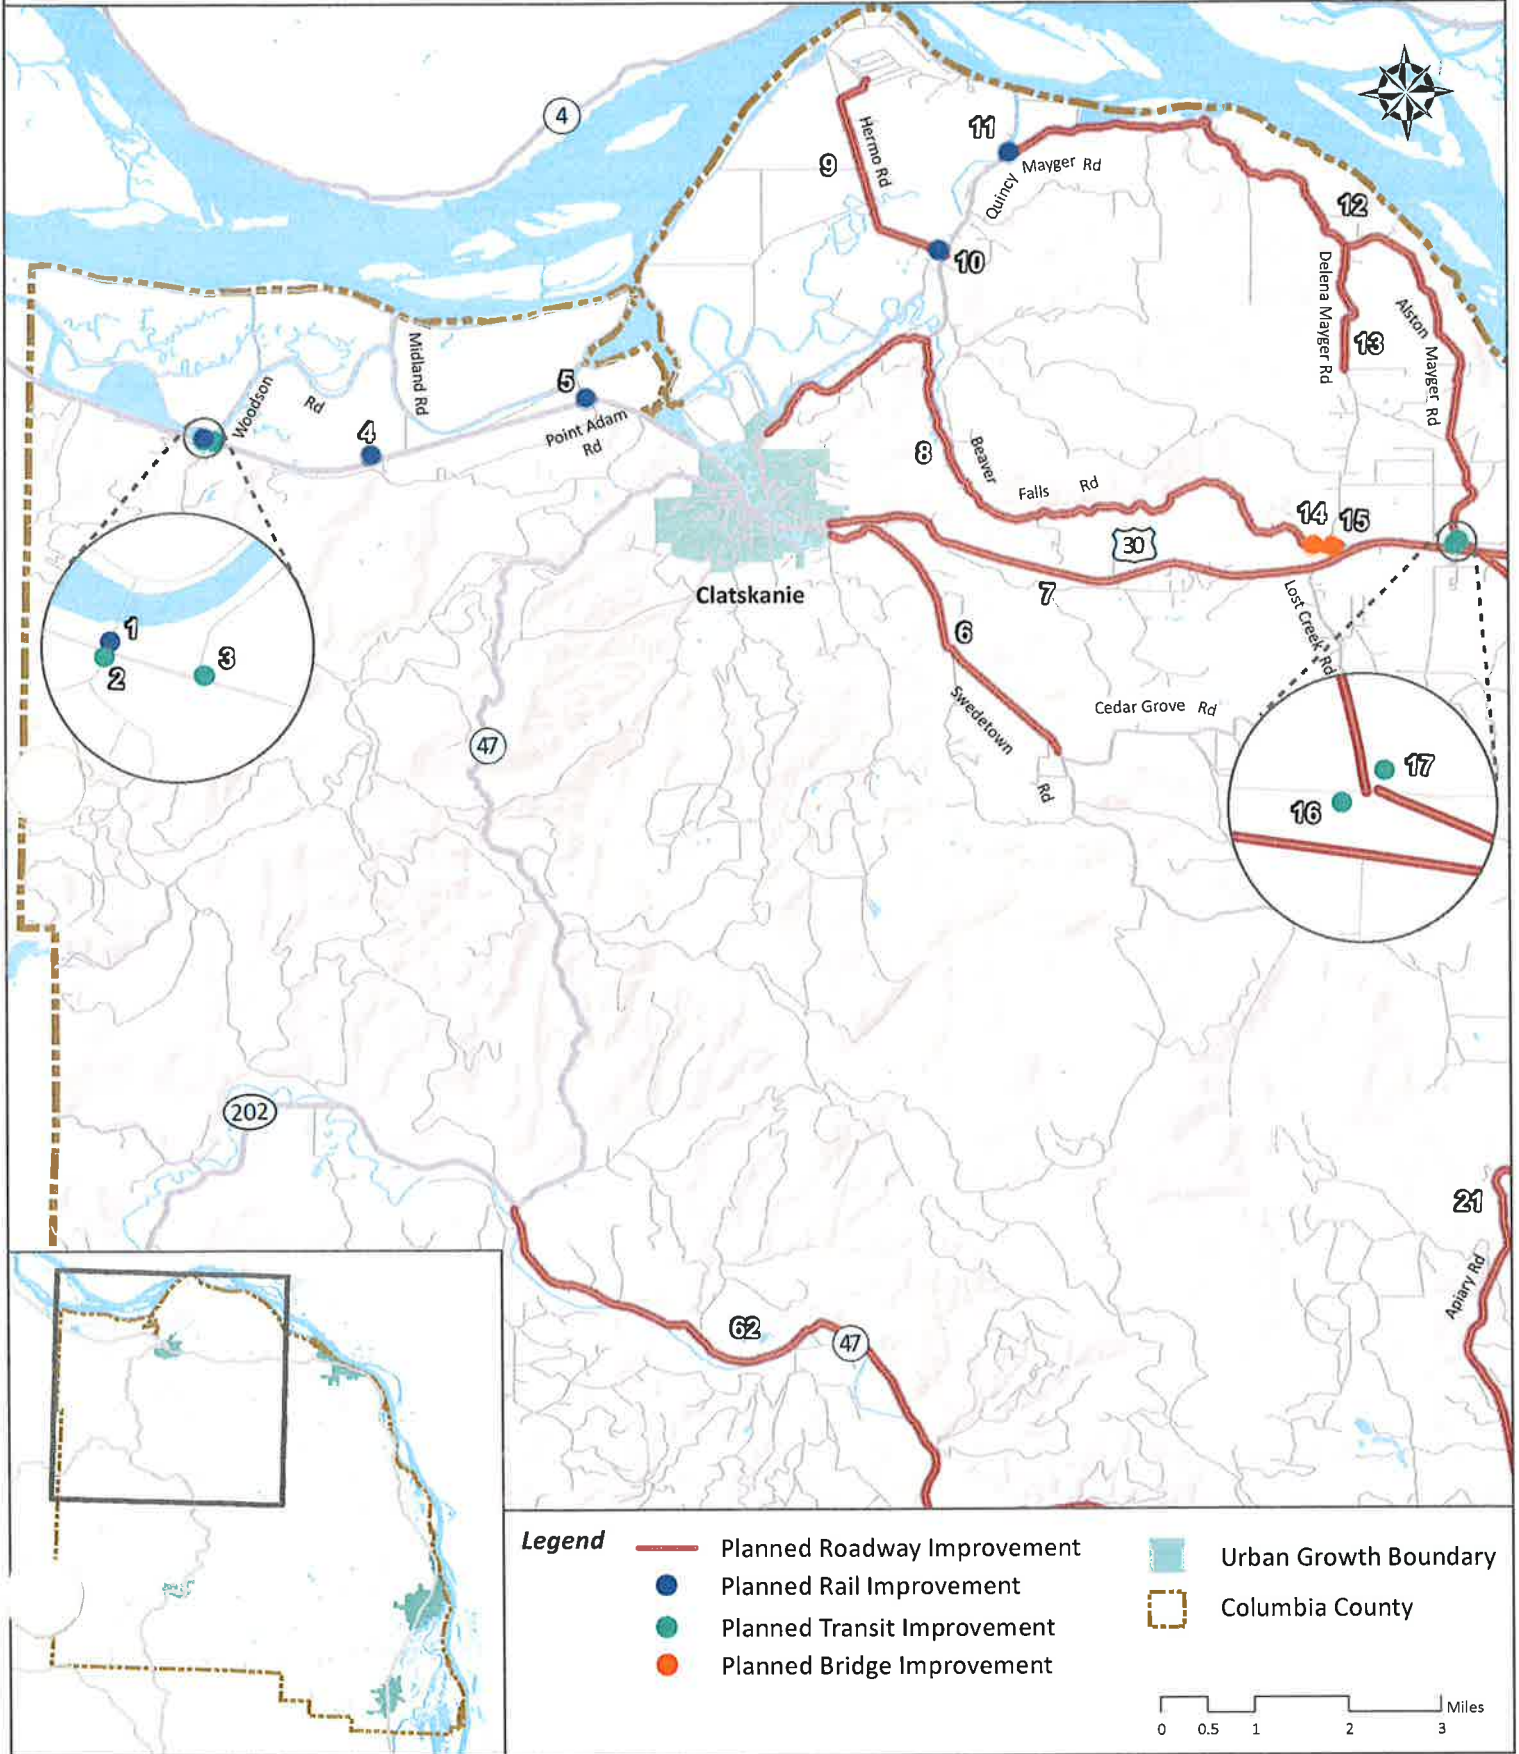 4
11
Hermo Rd
9
Quincy Mayger Rd
12
10
Delena Mayger Rd
Alston Mayger Rd
13
Midland Rd
5
Woodson Rd
4
Point Adam Rd
8
Beaver Falls Rd
14 15
30
7
Clatskanie
Lost Creek Rd
6
1
2
3
Swedetown Rd
Cedar Grove Rd
47
17
16
202
21
Apiary Rd
62
47
Legend
Planned Roadway Improvement
Planned Rail Improvement
Planned Transit Improvement
Planned Bridge Improvement
Urban Growth Boundary
Columbia County
Miles
0 0.5 1 2 3